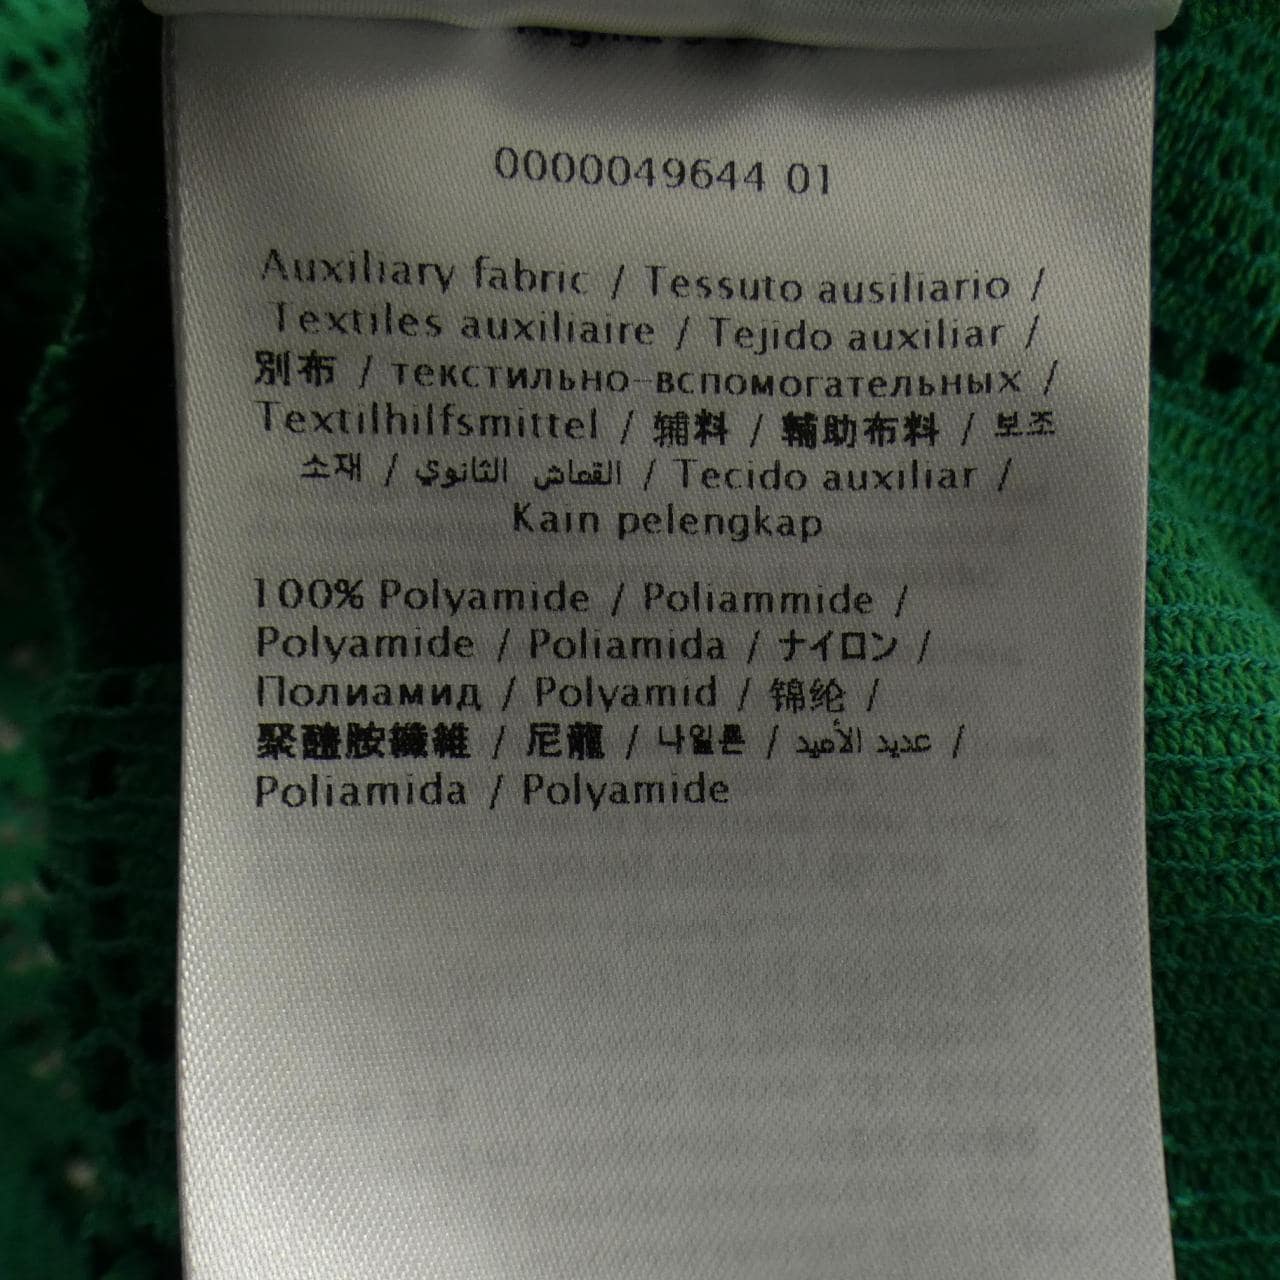 0000049644 01
Auxiliary fabric / Tessuto ausiliario /
Textiles auxiliaire / Tejido auxiliar /
別布 / текстильно-вспомогательных /
Textilhilfsmittel / 辅料 / 輔助布料 / 보조
소재 / القماش الثانوي / Tecido auxiliar /
Kain pelengkap
100% Polyamide / Poliammide /
Polyamide / Poliamida / ナイロン /
Полиамид / Polyamid / 锦纶 /
聚醯胺纖維 / 尼龍 / 나일론 / عديد الأميد /
Poliamida / Polyamide